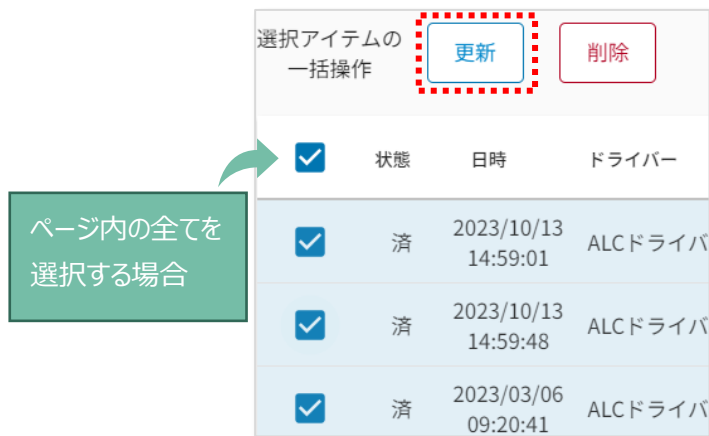 選択アイテムの
一括操作
更新
削除
状態
日時
ドライバー
ページ内の全てを
選択する場合
済
2023/10/13
14:59:01
ALCドライバ
済
2023/10/13
14:59:48
ALCドライバ
済
2023/03/06
09:20:41
ALCドライバ